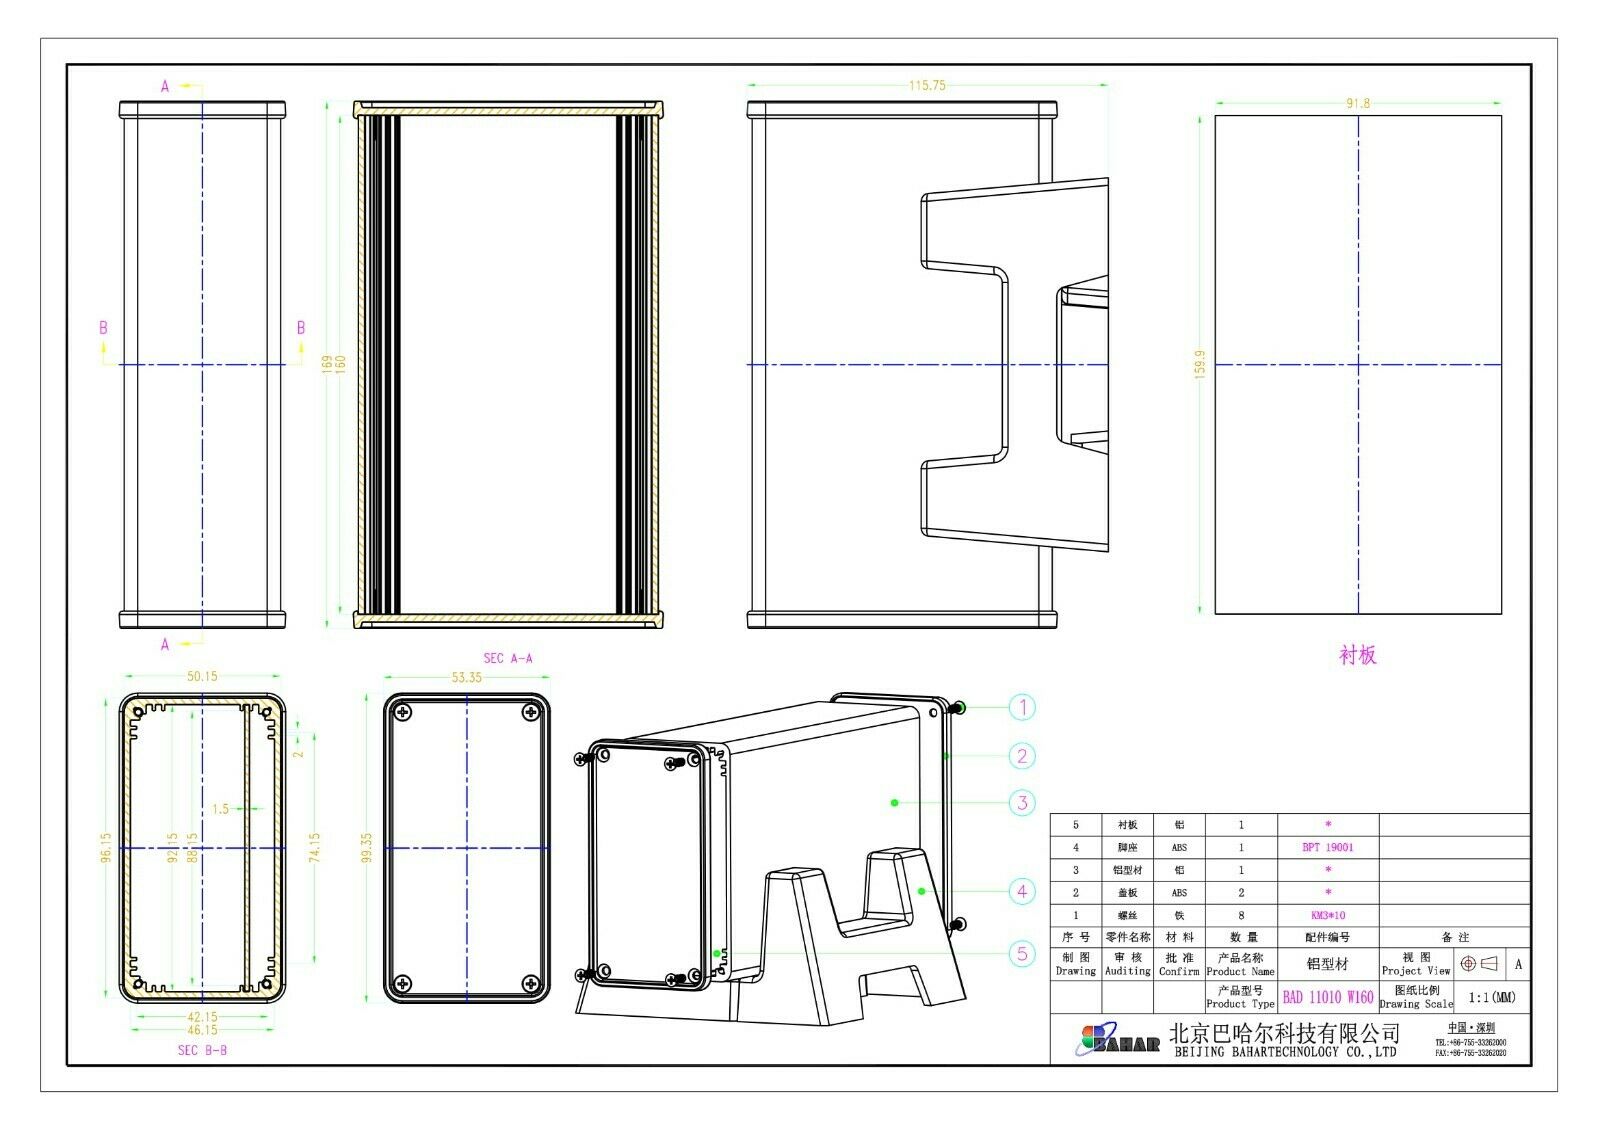 A
115.75
91.8
B
B
169
160
159.9
A
SEC A-A
衬板
50.15
53.35
96.15
92.15
88.15
1.5
2
74.15
99.35
42.15
46.15
SEC B-B
1
2
3
4
5
5 衬板 铝 1 *
4 脚座 ABS 1 BPT 19001
3 铝型材 铝 1 *
2 盖板 ABS 2 *
1 螺丝 铁 8 KM3*10
序 号 零件名称 材 料 数 量 配件编号 备 注
制 图 审 核 批 准 产品名称 铝型材 视 图 A
Drawing Auditing Confirm Product Name Project View
产品型号 BAD 11010 W160 图纸比例 1:1(MM)
Product Type Drawing Scale
BAHAR 北京巴哈尔科技有限公司 中国·深圳
BEIJING BAHARTECHNOLOGY CO.,LTD TEL:+86-755-33262000
FAX:+86-755-33262020